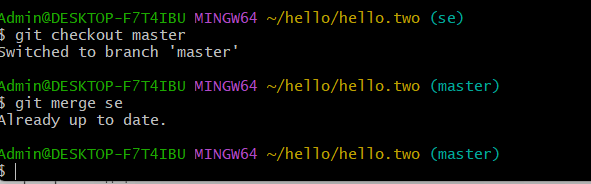 Admin@DESKTOP-F7T4IBU MINGW64 ~/hello/hello.two (se)
$ git checkout master
Switched to branch 'master'
Admin@DESKTOP-F7T4IBU MINGW64 ~/hello/hello.two (master)
$ git merge se
Already up to date.
Admin@DESKTOP-F7T4IBU MINGW64 ~/hello/hello.two (master)
$